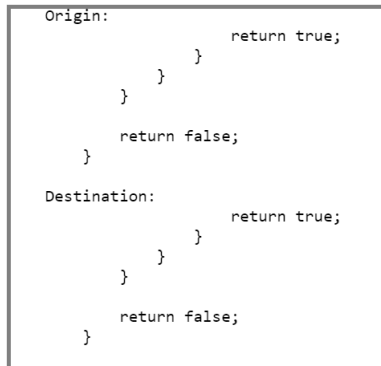 Origin:
                    return true;
                }
            }
        }

        return false;
    }

Destination:
                    return true;
                }
            }
        }

        return false;
    }